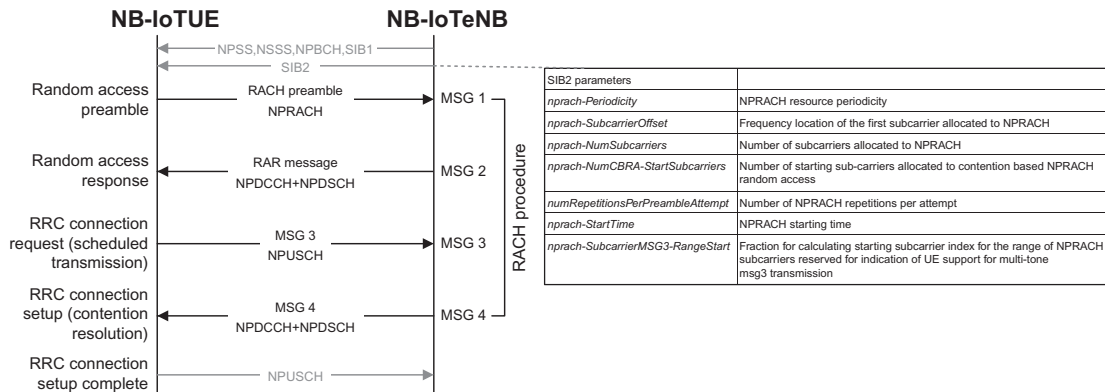 NB-IoTUE
NB-IoTeNB
NPSS,NSSS,NPBCH,SIB1
SIB2
Random access
preamble
RACH preamble
NPRACH
MSG 1
Random access
response
RAR message
NPDCCH+NPDSCH
MSG 2
RRC connection
request (scheduled
transmission)
MSG 3
NPUSCH
MSG 3
RRC connection
setup (contention
resolution)
MSG 4
NPDCCH+NPDSCH
MSG 4
RRC connection
setup complete
NPUSCH
RACH procedure
SIB2 parameters
nprach-Periodicity
NPRACH resource periodicity
nprach-SubcarrierOffset
Frequency location of the first subcarrier allocated to NPRACH
nprach-NumSubcarriers
Number of subcarriers allocated to NPRACH
nprach-NumCBRA-StartSubcarriers
Number of starting sub-carriers allocated to contention based NPRACH
random access
numRepetitionsPerPreambleAttempt
Number of NPRACH repetitions per attempt
nprach-StartTime
NPRACH starting time
nprach-SubcarrierMSG3-RangeStart
Fraction for calculating starting subcarrier index for the range of NPRACH
subcarriers reserved for indication of UE support for multi-tone
msg3 transmission